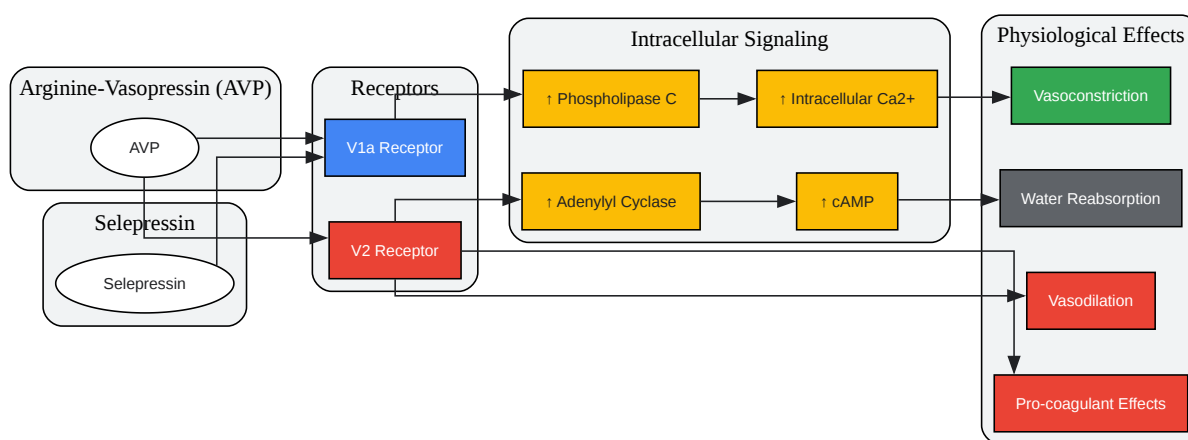 Arginine-Vasopressin (AVP)
AVP
Selepressin
Selepressin
Receptors
V1a Receptor
V2 Receptor
Intracellular Signaling
↑ Phospholipase C
↑ Intracellular Ca2+
↑ Adenylyl Cyclase
↑ cAMP
Physiological Effects
Vasoconstriction
Water Reabsorption
Vasodilation
Pro-coagulant Effects